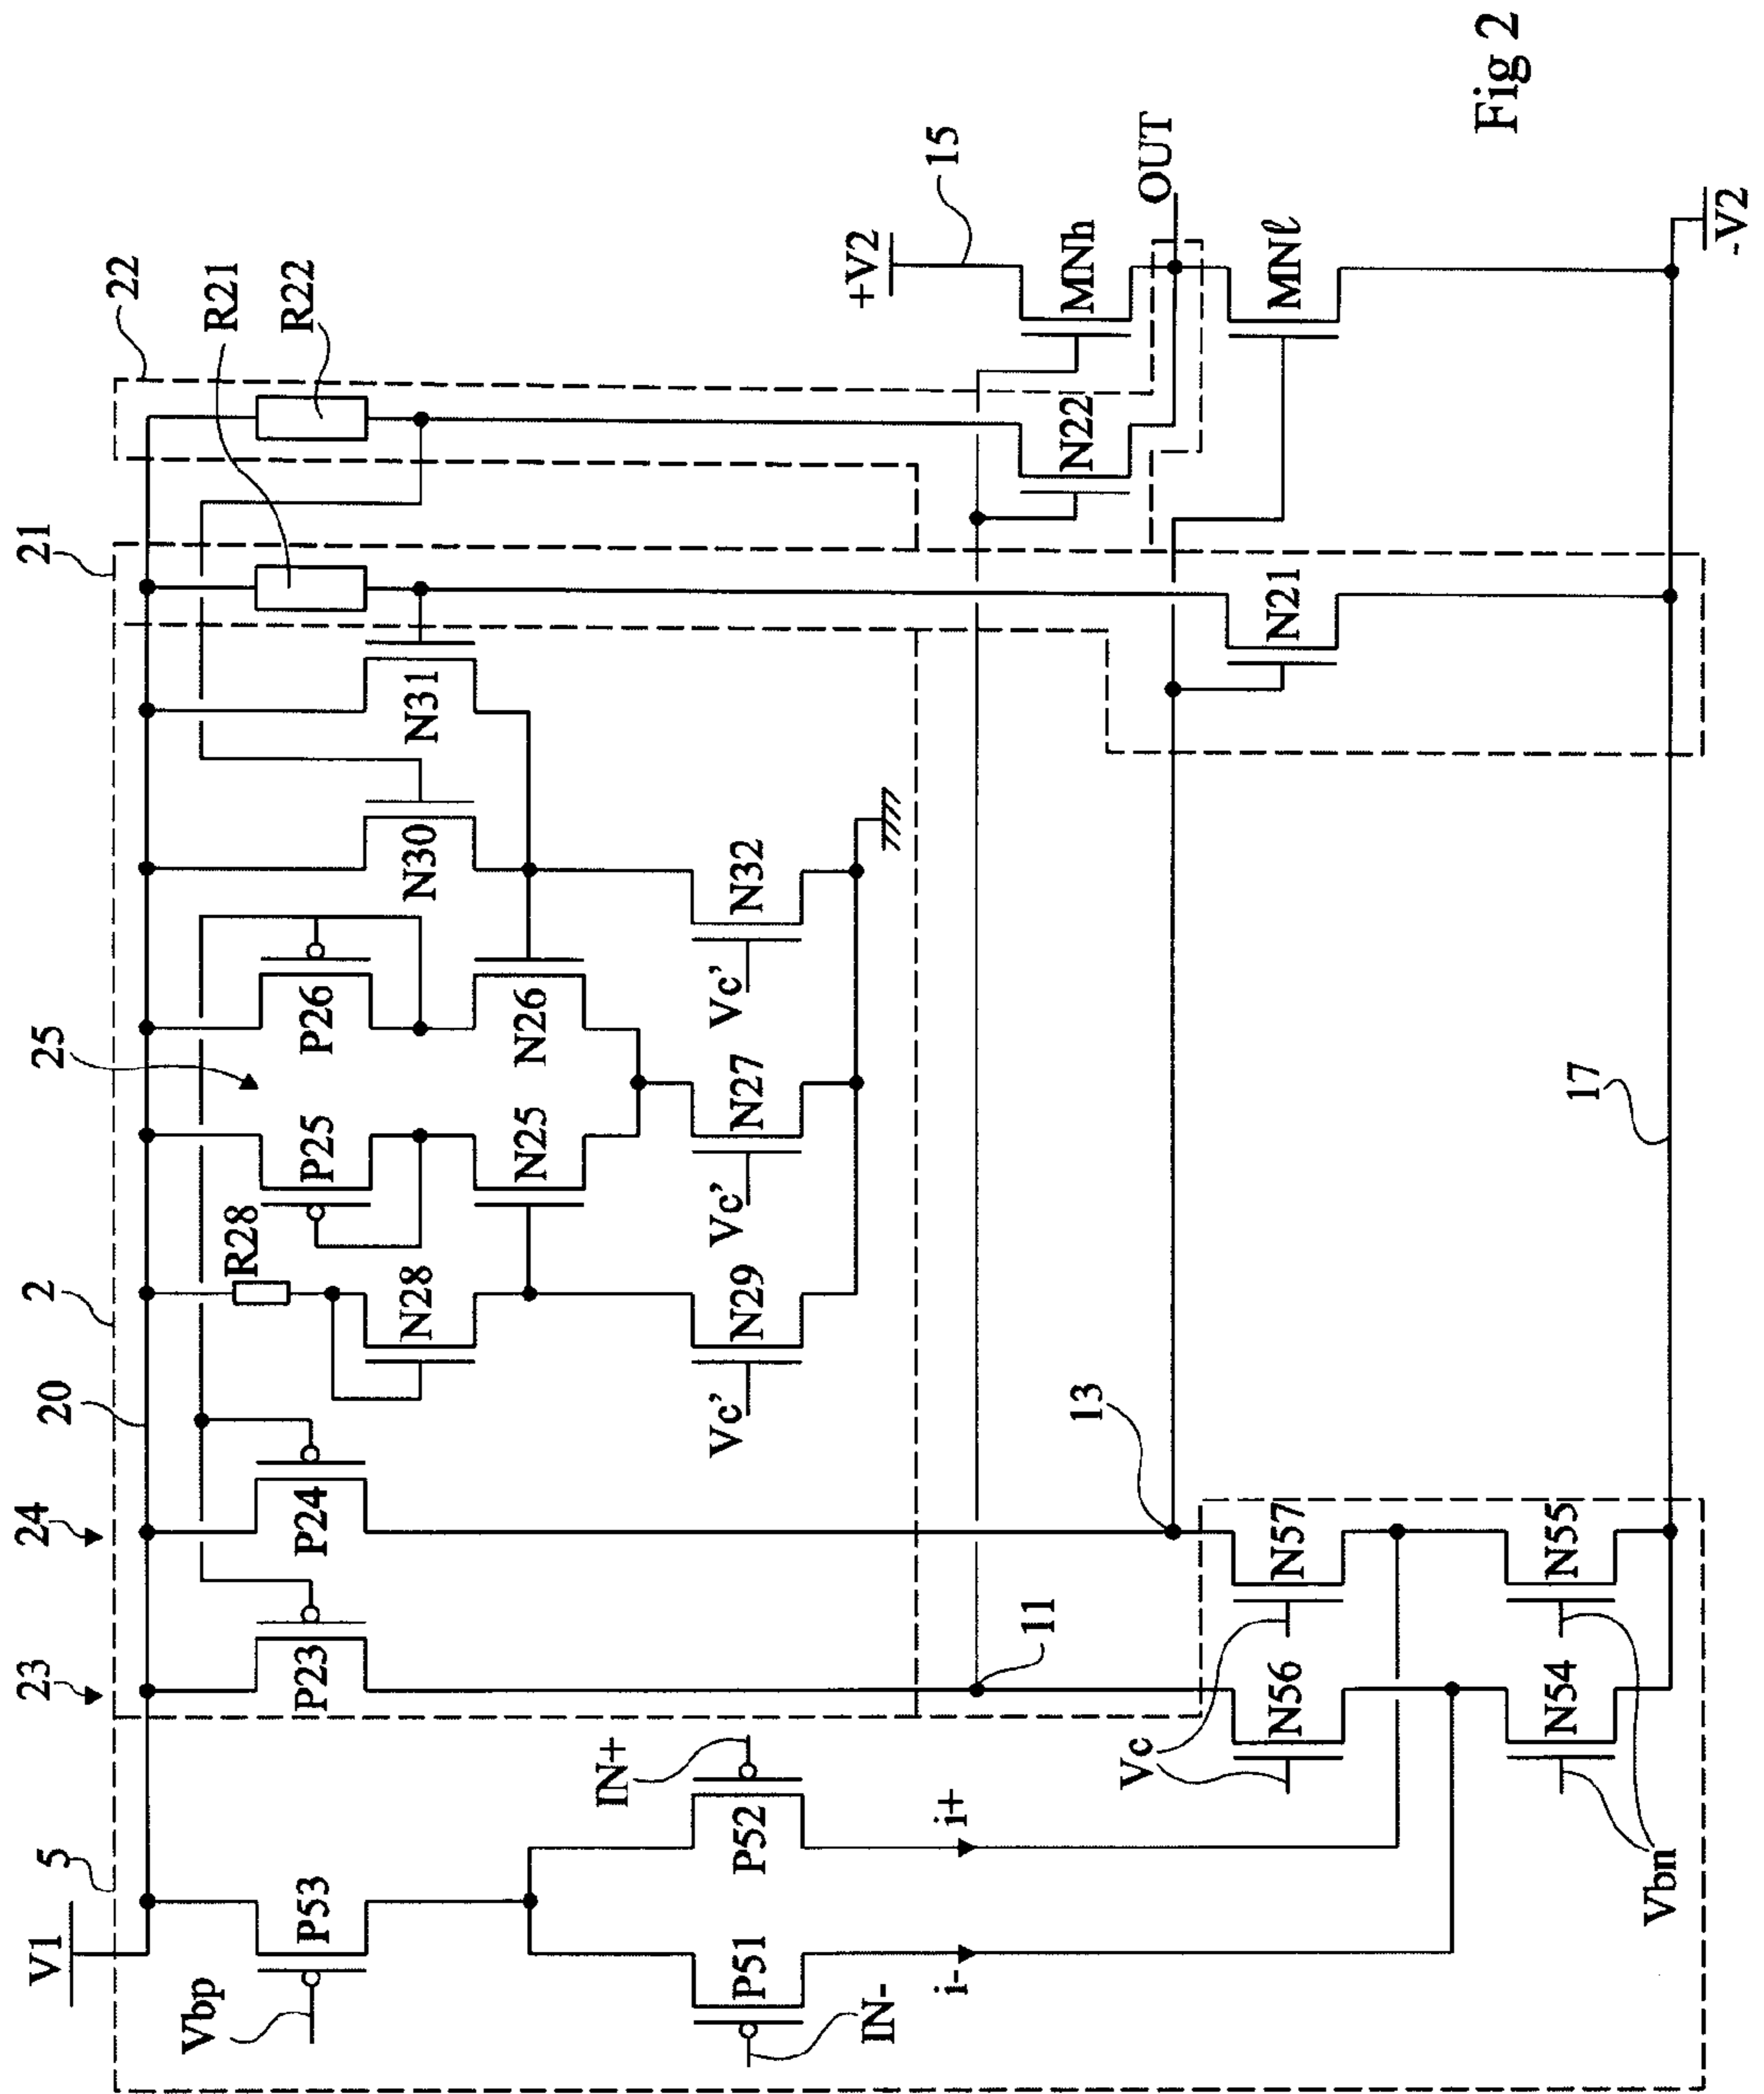 23
24
20
2
25
21
22
5
V1
Vbp
P53
P23
P24
R28
P25
P26
R21
R22
N28
N25
N26
N30
N31
IN-
P51
P52
IN+
Vc'
N29
Vc'
N27
Vc'
N32
+V2
15
i-
i+
11
13
N22
MNh
OUT
Vc
N56
N57
N21
MNℓ
Vbn
N54
N55
17
-V2
Fig 2